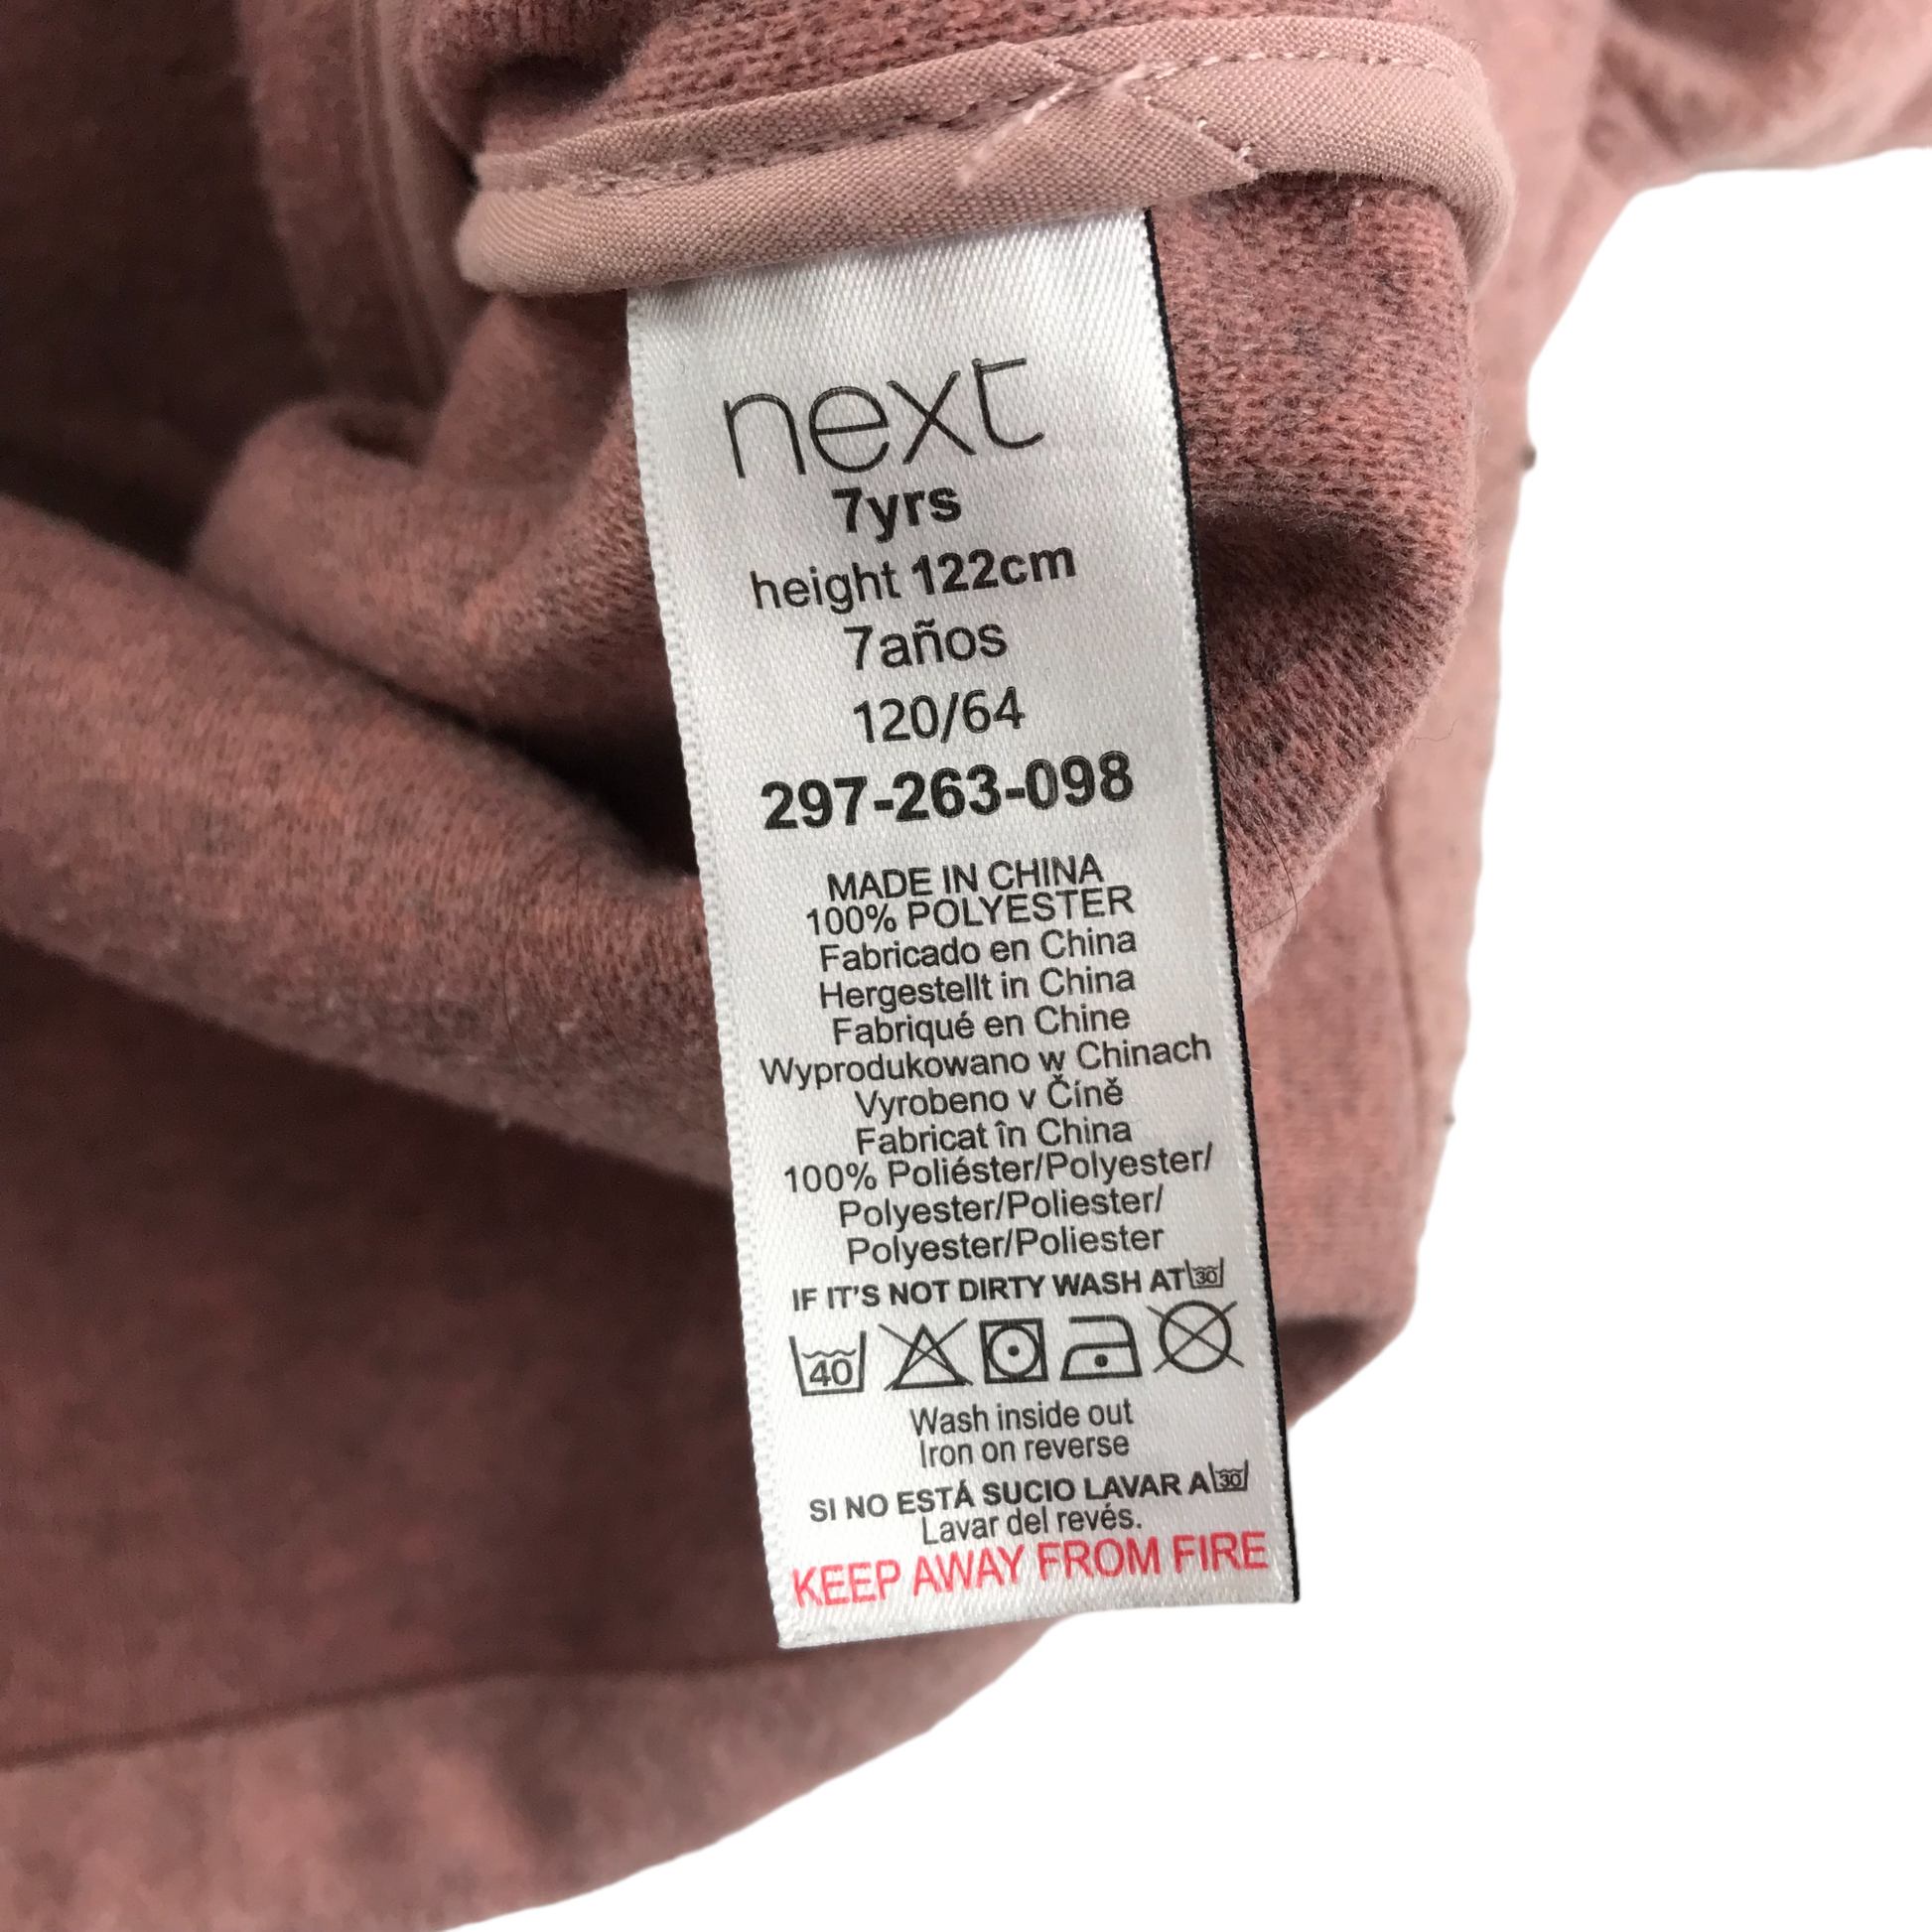 next
7yrs
height 122cm
7años
120/64
297-263-098
MADE IN CHINA
100% POLYESTER
Fabricado en China
Hergestellt in China
Fabriqué en Chine
Wyprodukowano w Chinach
Vyrobeno v Číně
Fabricat în China
100% Poliéster/Polyester/
Polyester/Poliester/
Polyester/Poliester
IF IT'S NOT DIRTY WASH AT 30
40
Wash inside out
Iron on reverse
SI NO ESTÁ SUCIO LAVAR A 30
Lavar del revés.
KEEP AWAY FROM FIRE